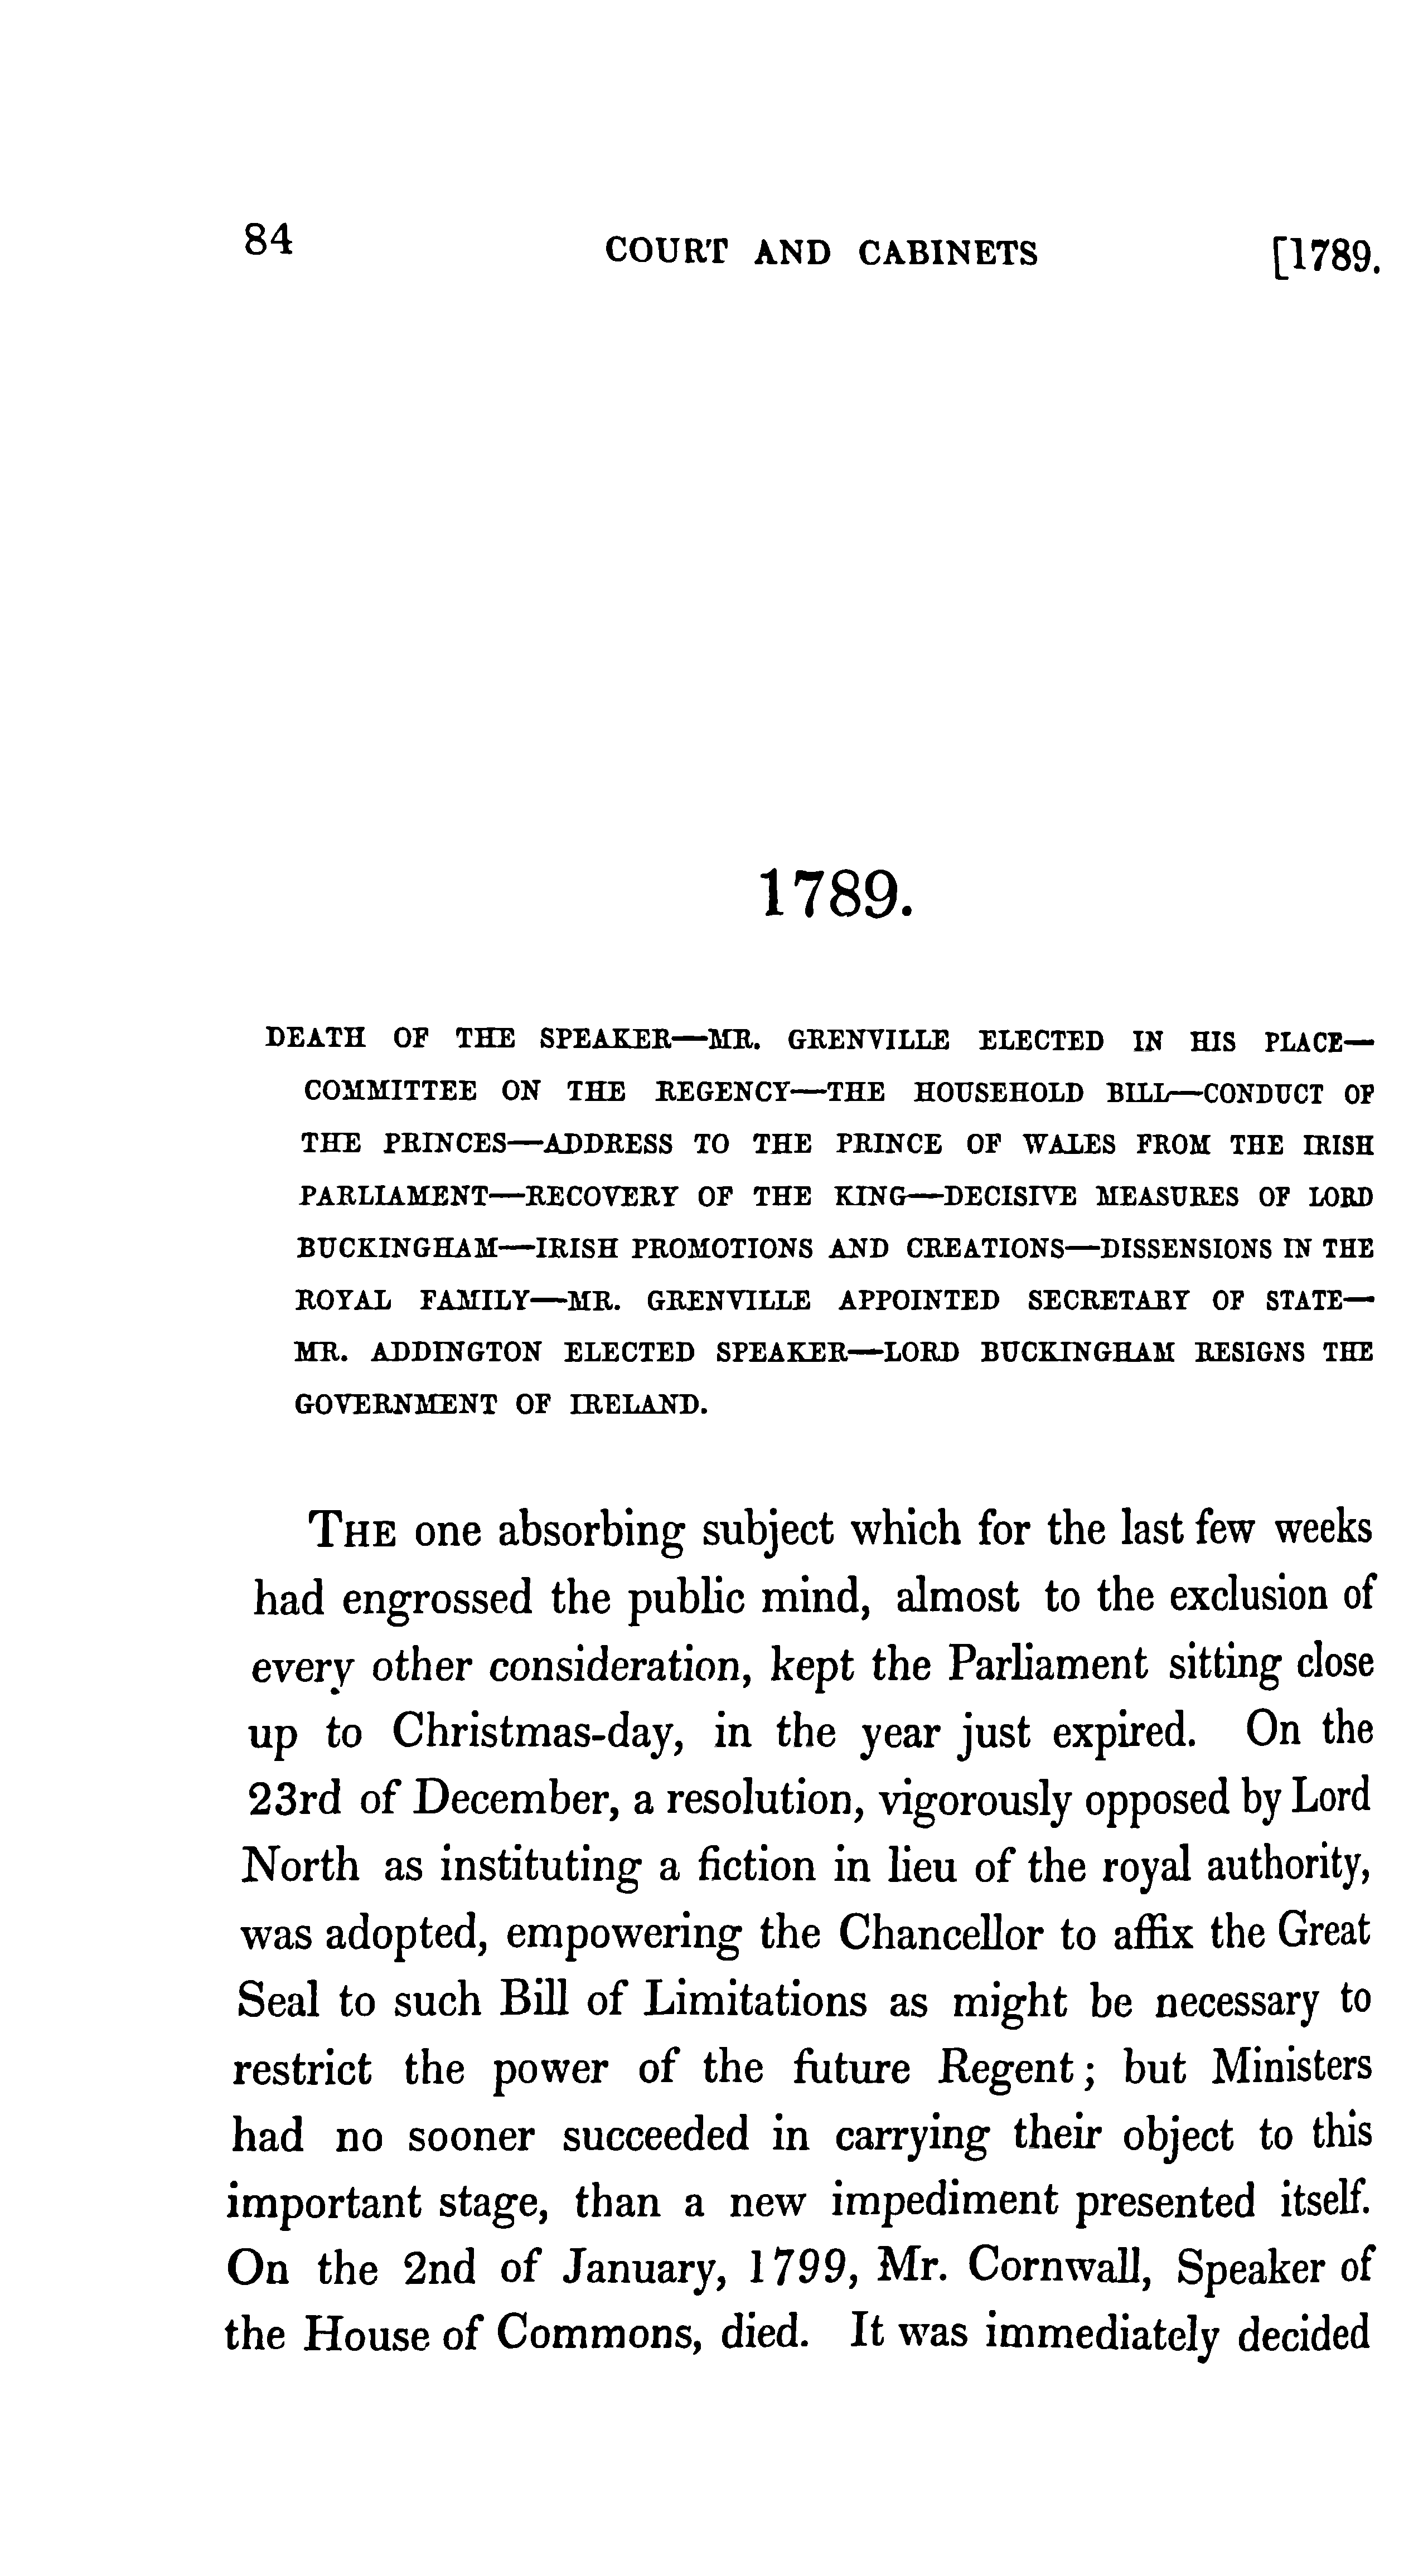 84 COURT AND CABINETS [1789.
1789.
DEATH OF THE SPEAKER—MR. GRENVILLE ELECTED IN HIS PLACE—
COMMITTEE ON THE REGENCY—THE HOUSEHOLD BILL—CONDUCT OF
THE PRINCES—ADDRESS TO THE PRINCE OF WALES FROM THE IRISH
PARLIAMENT—RECOVERY OF THE KING—DECISIVE MEASURES OF LORD
BUCKINGHAM—IRISH PROMOTIONS AND CREATIONS—DISSENSIONS IN THE
ROYAL FAMILY—MR. GRENVILLE APPOINTED SECRETARY OF STATE—
MR. ADDINGTON ELECTED SPEAKER—LORD BUCKINGHAM RESIGNS THE
GOVERNMENT OF IRELAND.
THE one absorbing subject which for the last few weeks
had engrossed the public mind, almost to the exclusion of
every other consideration, kept the Parliament sitting close
up to Christmas-day, in the year just expired. On the
23rd of December, a resolution, vigorously opposed by Lord
North as instituting a fiction in lieu of the royal authority,
was adopted, empowering the Chancellor to affix the Great
Seal to such Bill of Limitations as might be necessary to
restrict the power of the future Regent; but Ministers
had no sooner succeeded in carrying their object to this
important stage, than a new impediment presented itself.
On the 2nd of January, 1799, Mr. Cornwall, Speaker of
the House of Commons, died. It was immediately decided